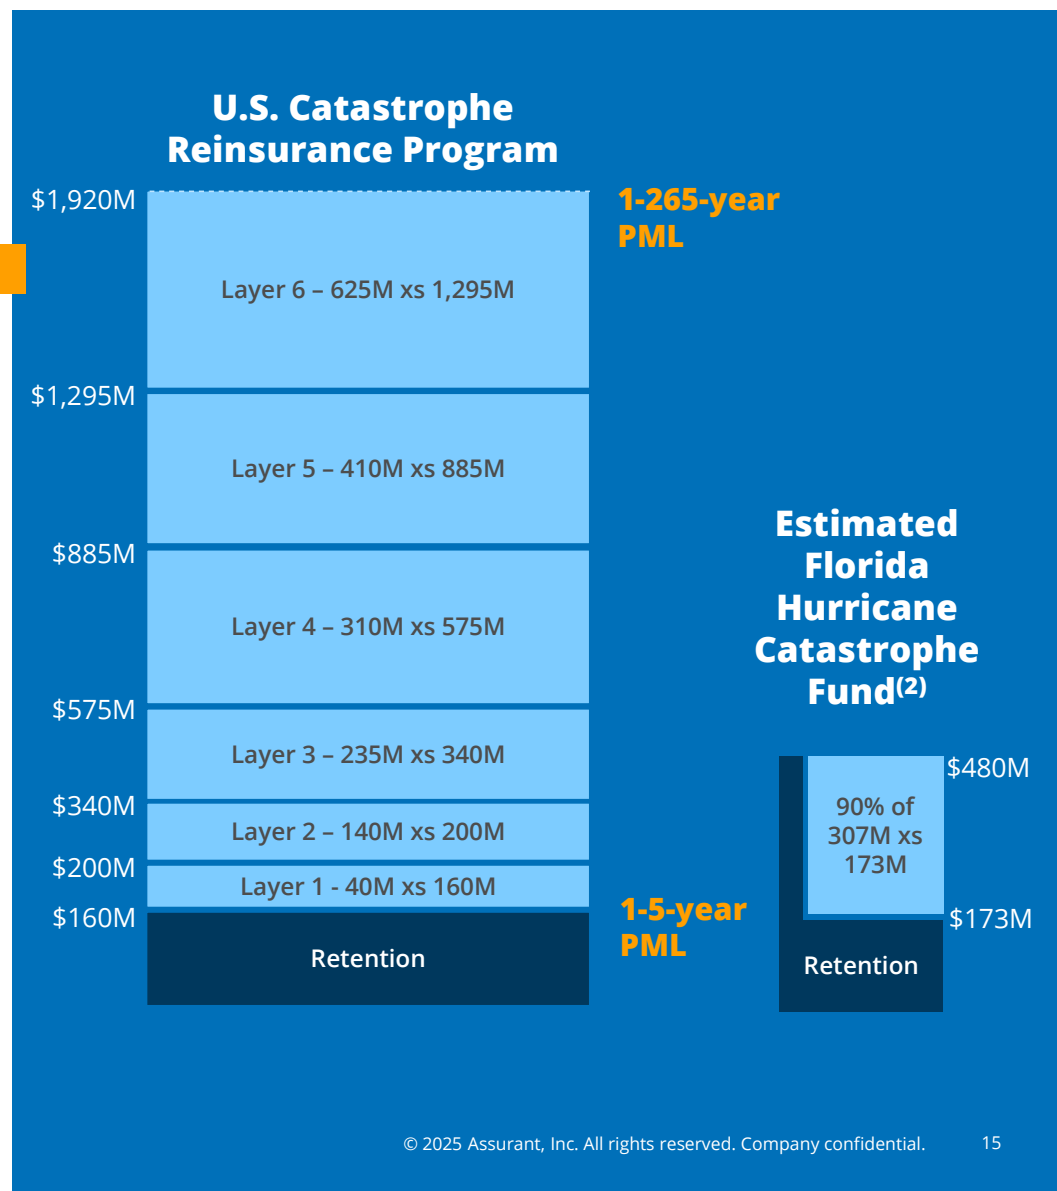 U.S. Catastrophe
Reinsurance Program
$1,920M
1-265-year
PML
Layer 6 – 625M xs 1,295M
$1,295M
Layer 5 – 410M xs 885M
$885M
Layer 4 – 310M xs 575M
$575M
Layer 3 – 235M xs 340M
$340M
Layer 2 – 140M xs 200M
$200M
Layer 1 - 40M xs 160M
$160M
1-5-year
PML
Retention
Estimated
Florida
Hurricane
Catastrophe
Fund(2)
$480M
90% of
307M xs
173M
$173M
Retention
© 2025 Assurant, Inc. All rights reserved. Company confidential.
15